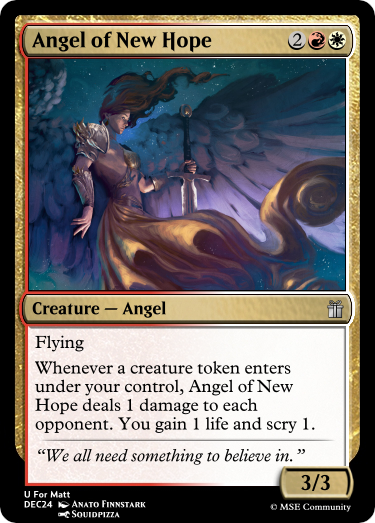 Angel of New Hope 2
Creature — Angel
Flying
Whenever a creature token enters
under your control, Angel of New
Hope deals 1 damage to each
opponent. You gain 1 life and scry 1.
“We all need something to believe in.”
3/3
U For Matt
DEC24 Anato Finnstark
© MSE Community
Squidpizza